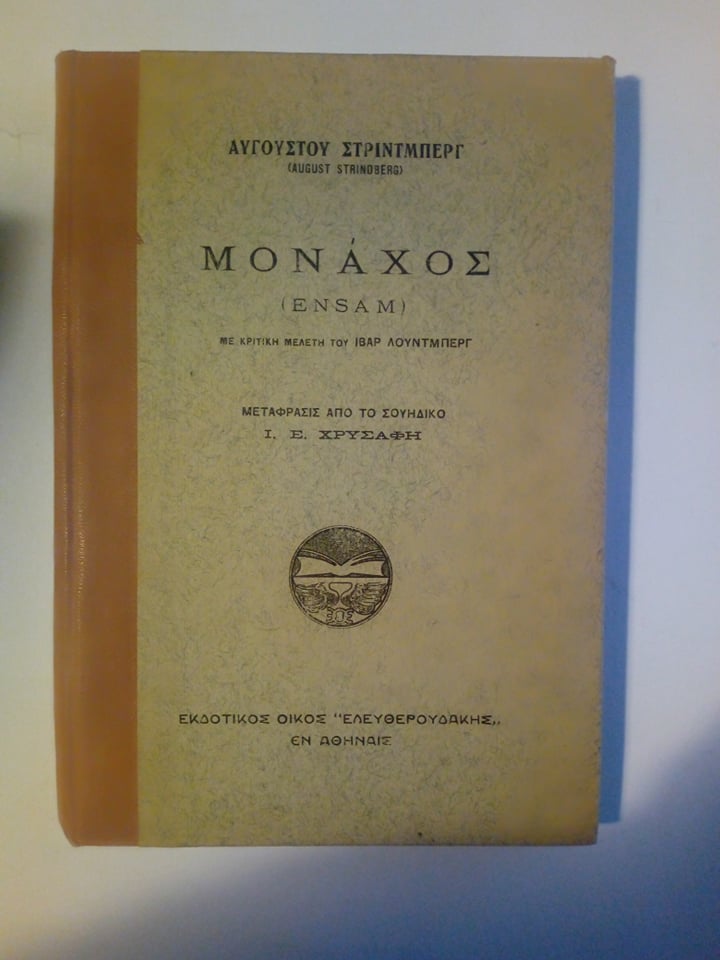 ΑΥΓΟΥΣΤΟΥ ΣΤΡΙΝΤΜΠΕΡΓ
(AUGUST STRINDBERG)
ΜΟΝΆΧΟΣ
(ENSAM)
ΜΕ ΚΡΙΤΙΚΗ ΜΕΛΕΤΗ ΤΟΥ ΙΒΑΡ ΛΟΥΝΤΜΠΕΡΓ
ΜΕΤΑΦΡΑΣΙΣ ΑΠΟ ΤΟ ΣΟΥΗΔΙΚΟ
Ι. Ε. ΧΡΥΣΑΦΗ
ΕΚΔΟΤΙΚΟΣ ΟΙΚΟΣ "ΕΛΕΥΘΕΡΟΥΔΑΚΗΣ„
ΕΝ ΑΘΗΝΑΙΣ